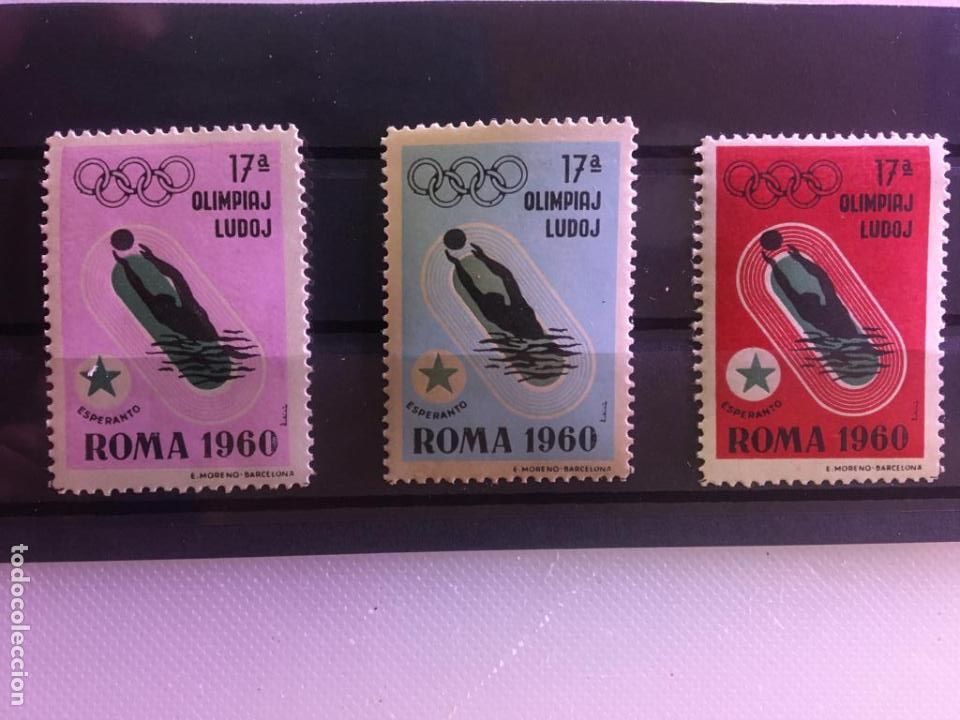 17ª
OLIMPIAJ
LUDOJ
ESPERANTO
ROMA 1960
E. MORENO-BARCELONA
17ª
OLIMPIAJ
LUDOJ
ESPERANTO
ROMA 1960
E. MORENO-BARCELONA
17ª
OLIMPIAJ
LUDOJ
ESPERANTO
ROMA 1960
E. MORENO-BARCELONA
todocoleccion.net